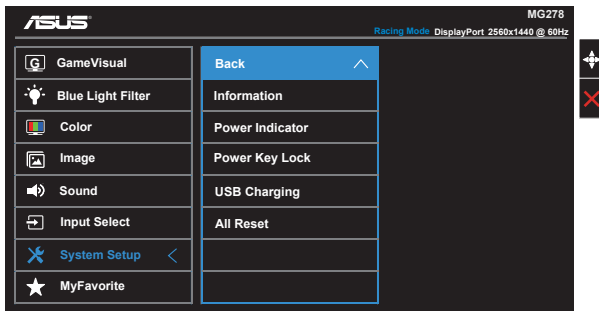 ASUS
MG278
Racing Mode DisplayPort 2560x1440 @ 60Hz
G GameVisual
Blue Light Filter
Color
Image
Sound
Input Select
System Setup
MyFavorite
Back
Information
Power Indicator
Power Key Lock
USB Charging
All Reset